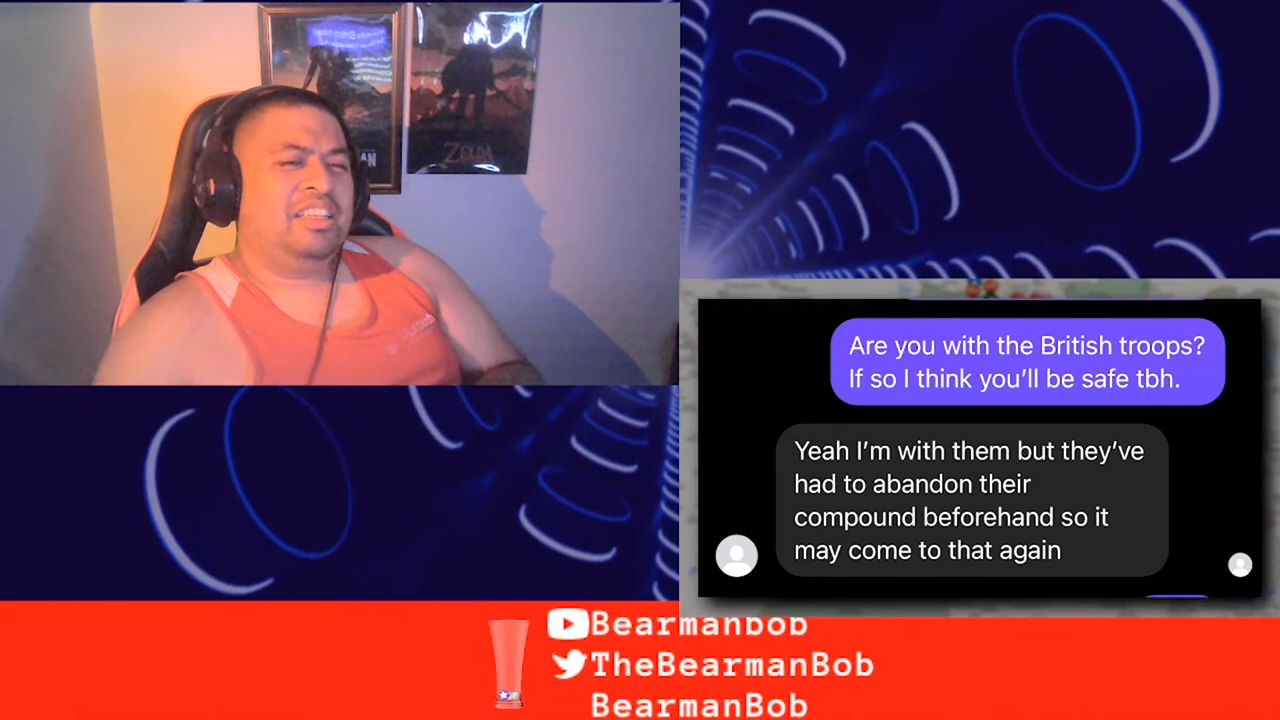 ZELDA
AN
Are you with the British troops?
If so I think you'll be safe tbh.
Yeah I'm with them but they've
had to abandon their
compound beforehand so it
may come to that again
Bearmanbob
TheBearmanBob
BearmanBob